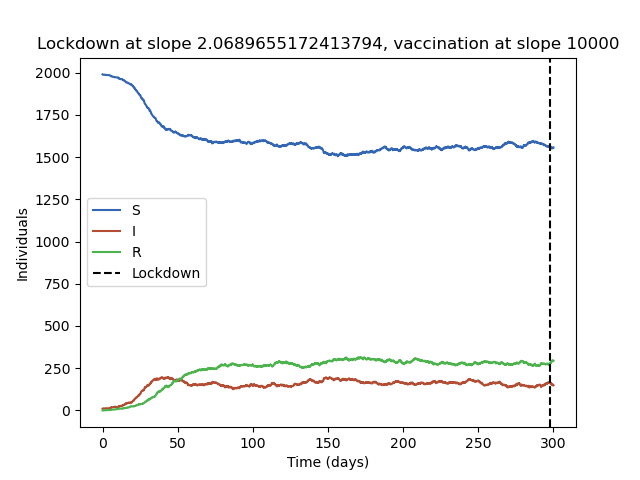 Lockdown at slope 2.0689655172413794, vaccination at slope 10000
2000
1750
1500
1250
1000
750
500
250
0
Individuals
S
I
R
Lockdown
0 50 100 150 200 250 300
Time (days)